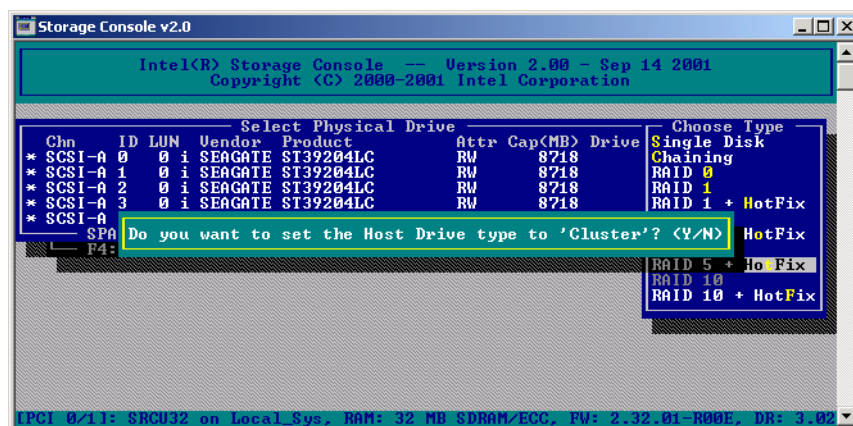 Storage Console v2.0
Intel(R) Storage Console -- Version 2.00 - Sep 14 2001
Copyright (C) 2000-2001 Intel Corporation
Select Physical Drive
Chn ID LUN Vendor Product Attr Cap(MB) Drive
* SCSI-A 0 0 i SEAGATE ST39204LC RW 8718
* SCSI-A 1 0 i SEAGATE ST39204LC RW 8718
* SCSI-A 2 0 i SEAGATE ST39204LC RW 8718
* SCSI-A 3 0 i SEAGATE ST39204LC RW 8718
* SCSI-A
SPA
F4:
Choose Type
Single Disk
Chaining
RAID 0
RAID 1
RAID 1 + HotFix
HotFix
RAID 5 + HotFix
RAID 10
RAID 10 + HotFix
Do you want to set the Host Drive type to 'Cluster'? (Y/N)
[PCI 0/1]: SRCU32 on Local_Sys, RAM: 32 MB SDRAM/ECC, FW: 2.32.01-R00E, DR: 3.02